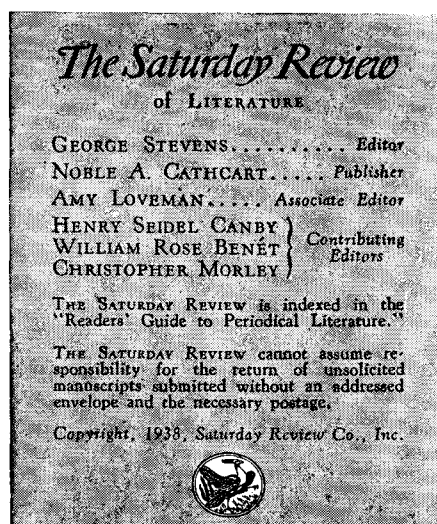 The Saturday Review
of LITERATURE
GEORGE STEVENS.......... Editor
NOBLE A. CATHCART..... Publisher
AMY LOVEMAN..... Associate Editor
HENRY SEIDEL CANBY
WILLIAM ROSE BENÉT } Contributing Editors
CHRISTOPHER MORLEY
THE SATURDAY REVIEW is indexed in the
"Readers' Guide to Periodical Literature."
THE SATURDAY REVIEW cannot assume re-
sponsibility for the return of unsolicited
manuscripts submitted without an addressed
envelope and the necessary postage.
Copyright, 1938, Saturday Review Co., Inc.